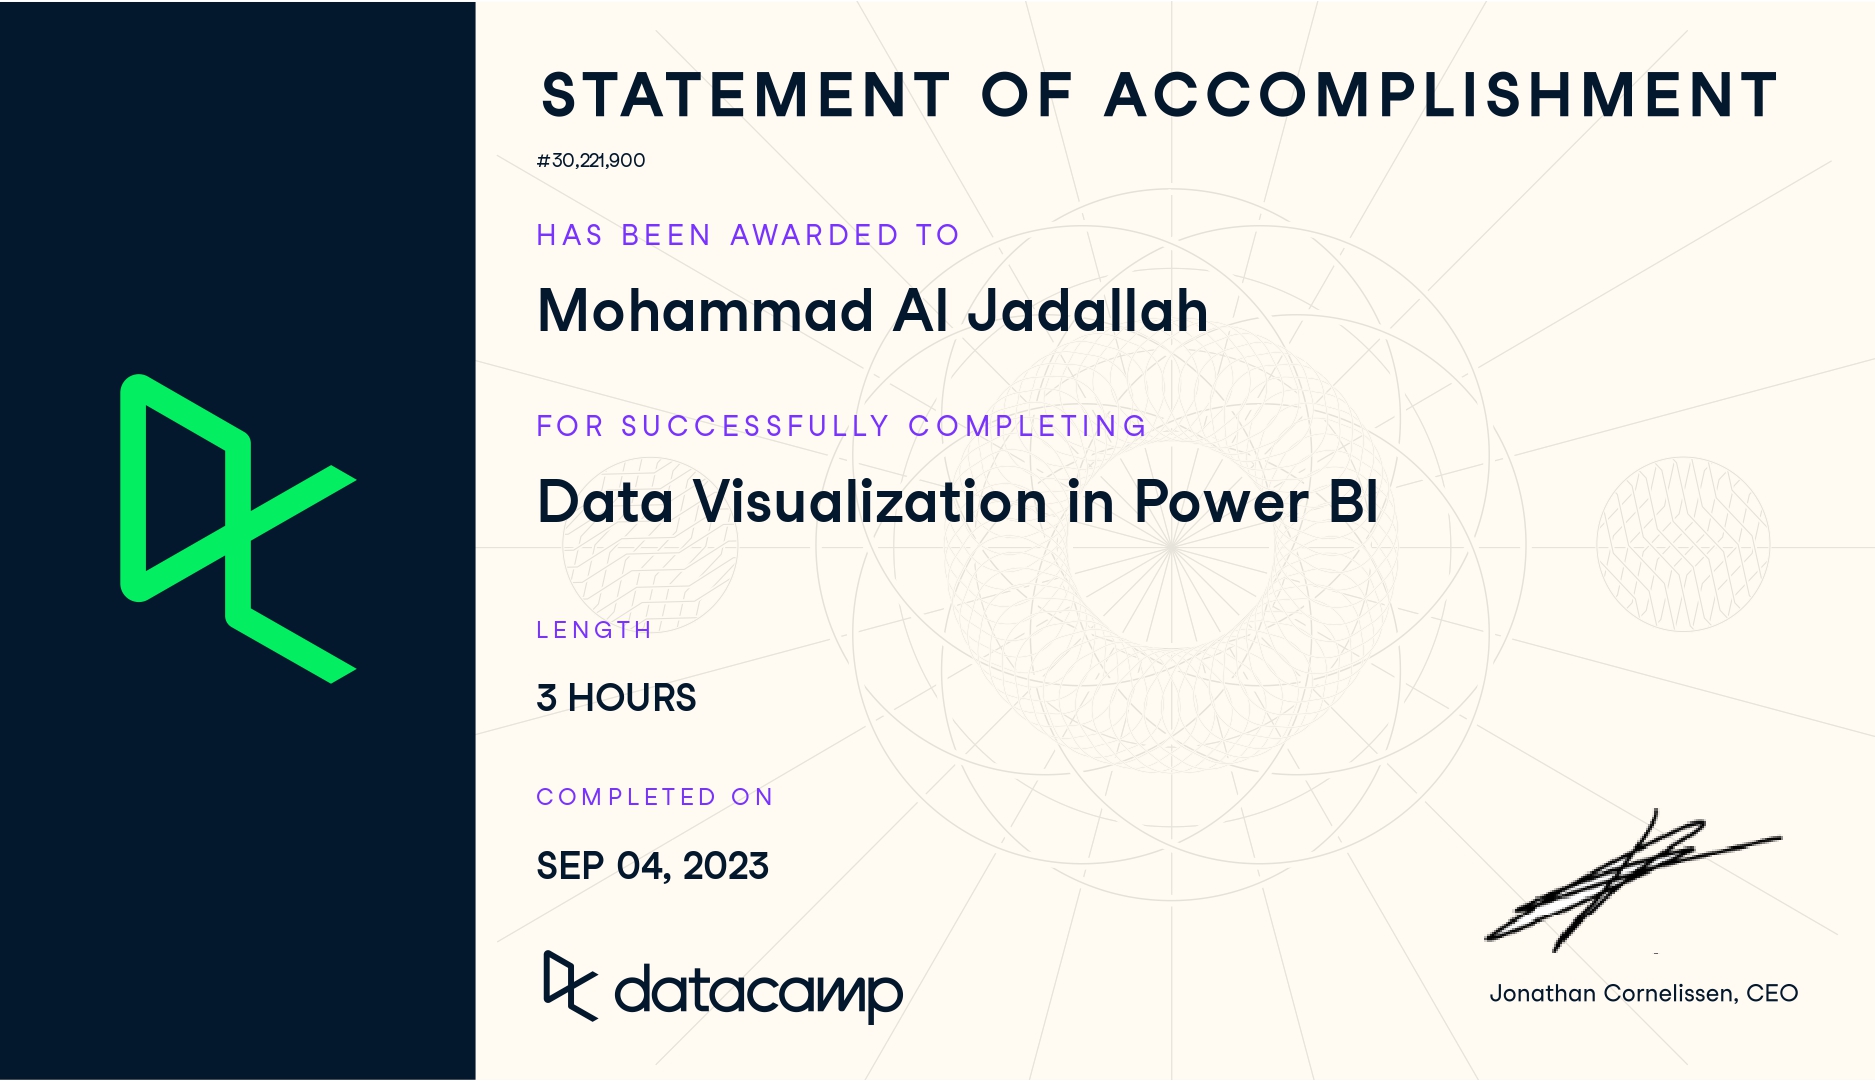 STATEMENT OF ACCOMPLISHMENT
#30,221,900
HAS BEEN AWARDED TO
Mohammad Al Jadallah
FOR SUCCESSFULLY COMPLETING
Data Visualization in Power BI
LENGTH
3 HOURS
COMPLETED ON
SEP 04, 2023
datacamp
Jonathan Cornelissen, CEO